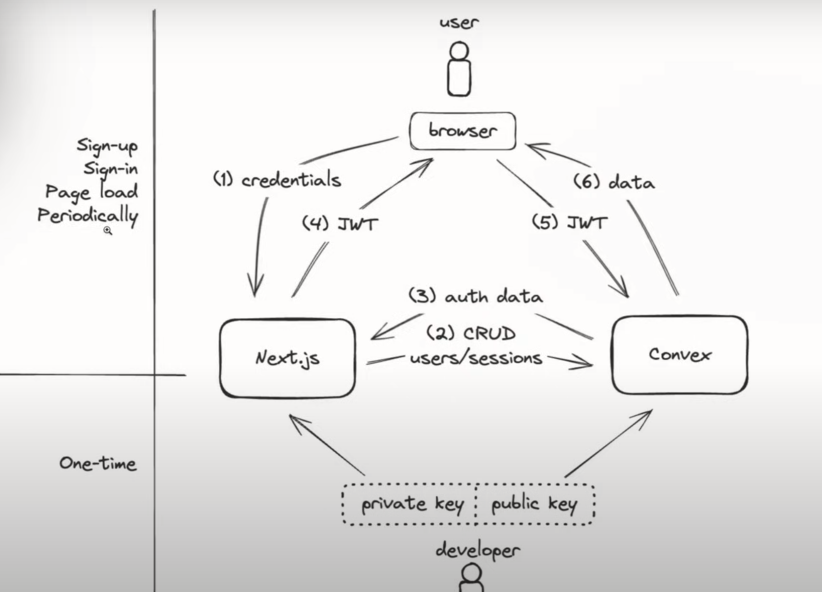 user
browser
Sign-up
Sign-in
Page load
Periodically
(1) credentials
(4) JWT
(5) JWT
(6) data
(3) auth data
(2) CRUD
users/sessions
Next.js
Convex
One-time
private key
public key
developer